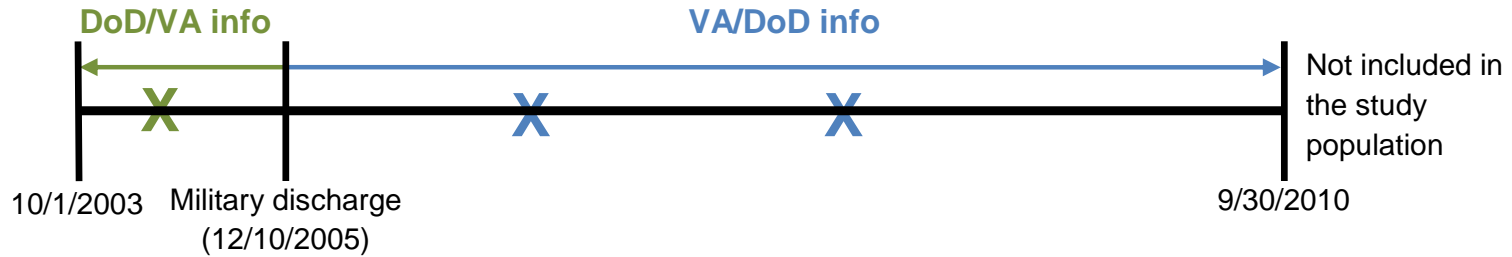 DoD/VA info
VA/DoD info
Not included in
the study
population
X
X
X
10/1/2003
Military discharge
(12/10/2005)
9/30/2010